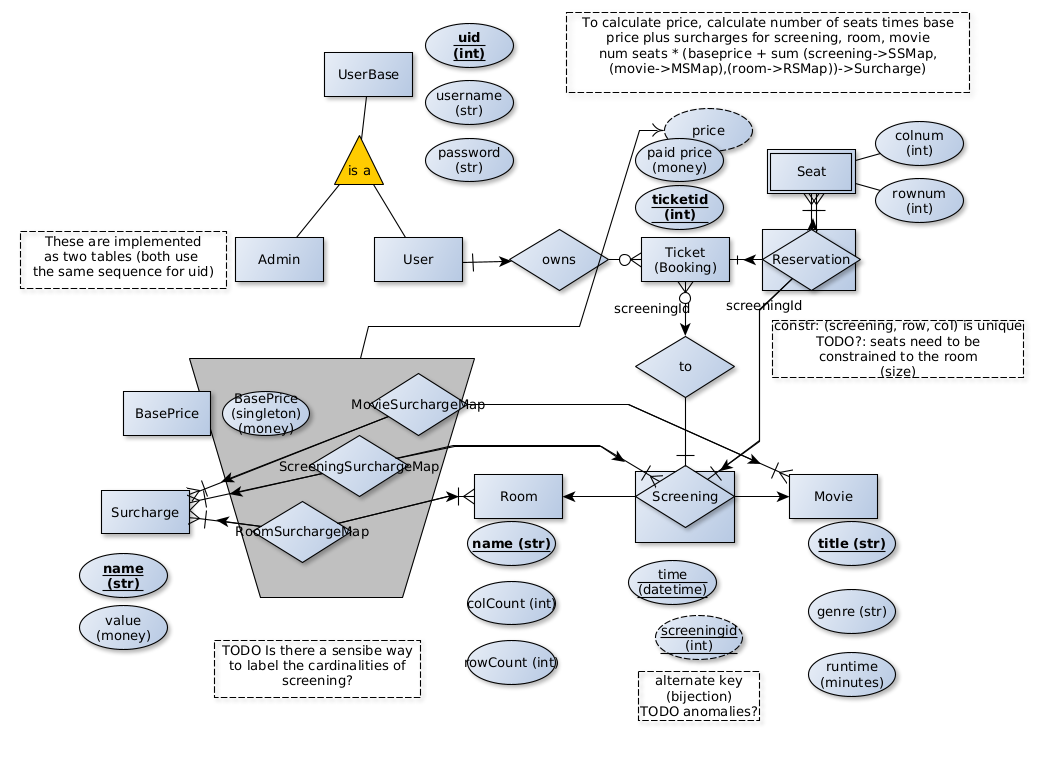 To calculate price, calculate number of seats times base
price plus surcharges for screening, room, movie
num seats * (baseprice + sum (screening->SSMap,
(movie->MSMap),(room->RSMap))->Surcharge)
uid
(int)
UserBase
username
(str)
password
(str)
is a
price
paid price
(money)
ticketid
(int)
colnum
(int)
Seat
rownum
(int)
These are implemented
as two tables (both use
the same sequence for uid)
Admin
User
owns
Ticket
(Booking)
Reservation
screeningId
screeningId
constr: (screening, row, col) is unique
TODO?: seats need to be
constrained to the room
(size)
to
BasePrice
BasePrice
(singleton)
(money)
MovieSurchargeMap
ScreeningSurchargeMap
RoomSurchargeMap
Surcharge
Room
Screening
Movie
name (str)
title (str)
name
(str)
value
(money)
colCount (int)
rowCount (int)
time
(datetime)
screeningid
(int)
genre (str)
runtime
(minutes)
TODO Is there a sensibe way
to label the cardinalities of
screening?
alternate key
(bijection)
TODO anomalies?